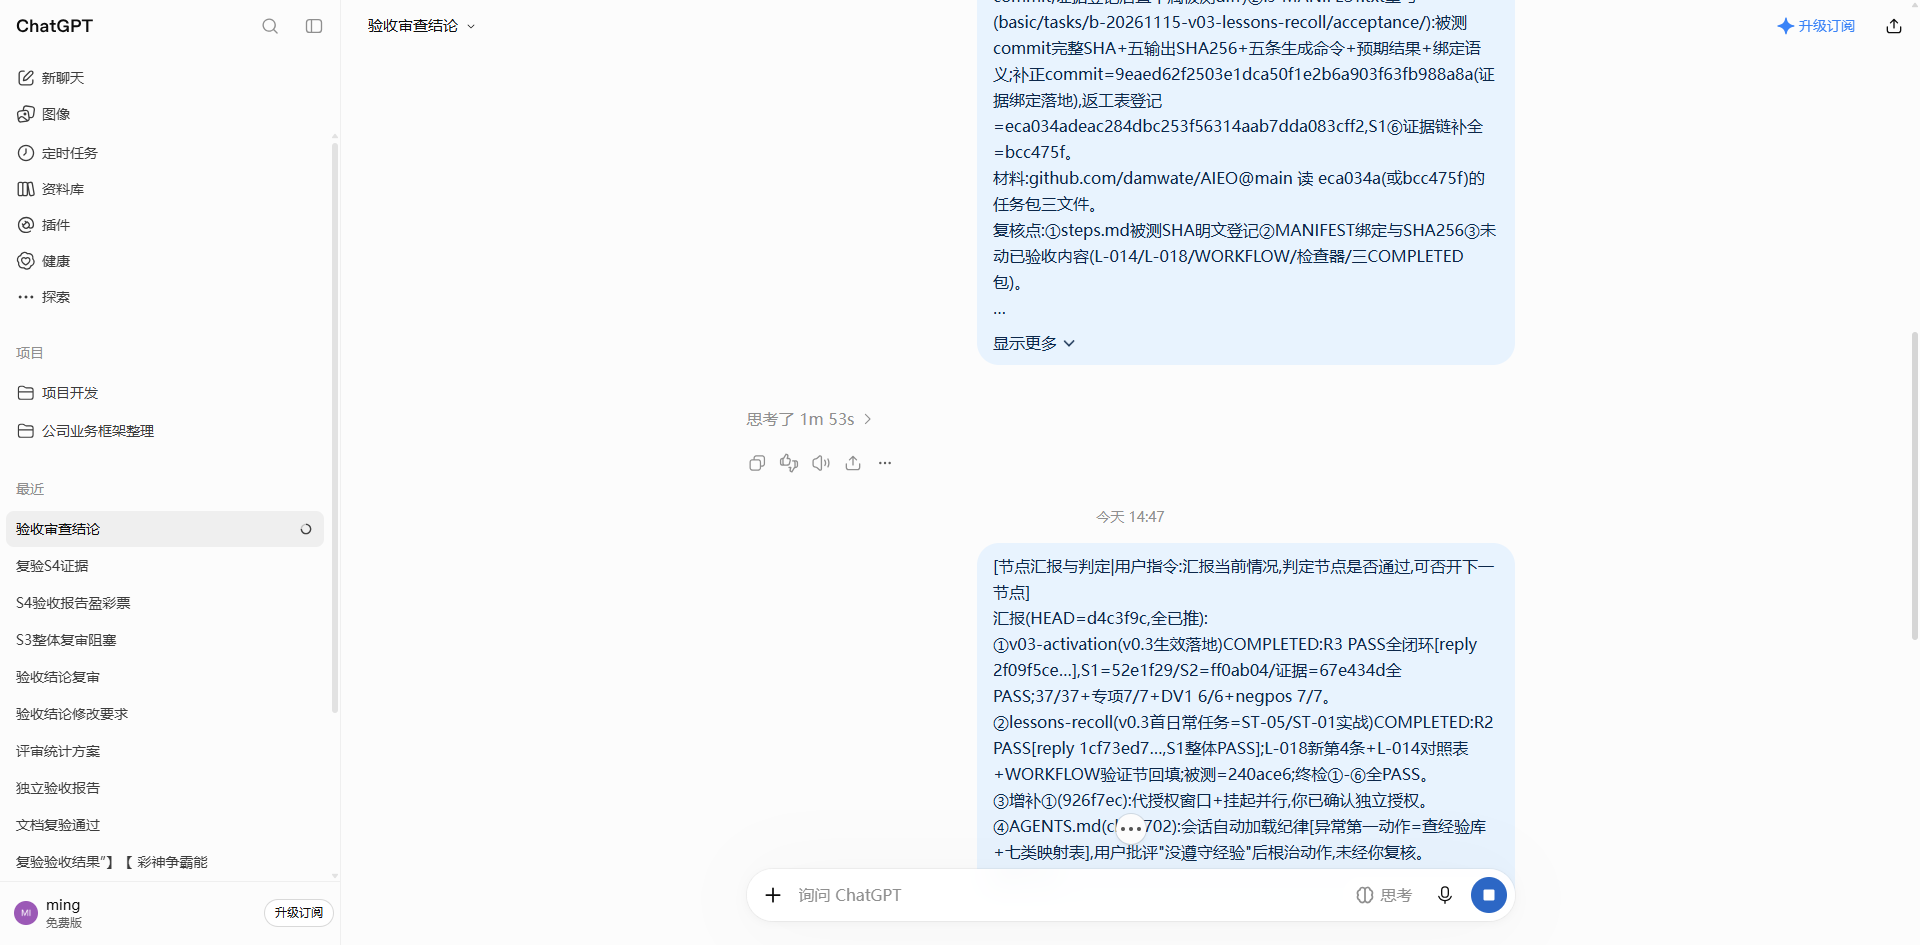 ChatGPT
新聊天
图像
定时任务
资料库
插件
健康
探索
项目
项目开发
公司业务框架整理
最近
验收审查结论
复验S4证据
S4验收报告盈彩票
S3整体复审阻塞
验收结论复审
验收结论修改要求
评审统计方案
独立验收报告
文档复验通过
复验验收结果”】【 彩神争霸能
MI
ming
免费版
升级订阅
验收审查结论
升级订阅
(basic/tasks/b-20261115-v03-lessons-recoll/acceptance/):被测
commit完整SHA+五输出SHA256+五条生成命令+预期结果+绑定语
义;补正commit=9eaed62f2503e1dca50f1e2b6a903f63fb988a8a(证
据绑定落地),返工表登记
=eca034adeac284dbc253f56314aab7dda083cff2,S1⑥证据链补全
=bcc475f。
材料:github.com/damwate/AIEO@main 读 eca034a(或bcc475f)的
任务包三文件。
复核点:①steps.md被测SHA明文登记②MANIFEST绑定与SHA256③未
动已验收内容(L-014/L-018/WORKFLOW/检查器/三COMPLETED
包)。
...
显示更多
思考了 1m 53s
今天 14:47
[节点汇报与判定|用户指令:汇报当前情况,判定节点是否通过,可否开下一
节点]
汇报(HEAD=d4c3f9c,全已推):
①v03-activation(v0.3生效落地)COMPLETED:R3 PASS全闭环[reply
2f09f5ce...],S1=52e1f29/S2=ff0ab04/证据=67e434d全
PASS;37/37+专项7/7+DV1 6/6+negpos 7/7。
②lessons-recoll(v0.3首日常任务=ST-05/ST-01实战)COMPLETED:R2
PASS[reply 1cf73ed7...,S1整体PASS];L-018新第4条+L-014对照表
+WORKFLOW验证节回填;被测=240ace6;终检①-⑥全PASS。
③增补①(926f7ec):代授权窗口+挂起并行,你已确认独立授权。
④AGENTS.md(c 702):会话自动加载纪律[异常第一动作=查经验库
+七类映射表],用户批评"没遵守经验"后根治动作,未经你复核。
询问 ChatGPT
思考